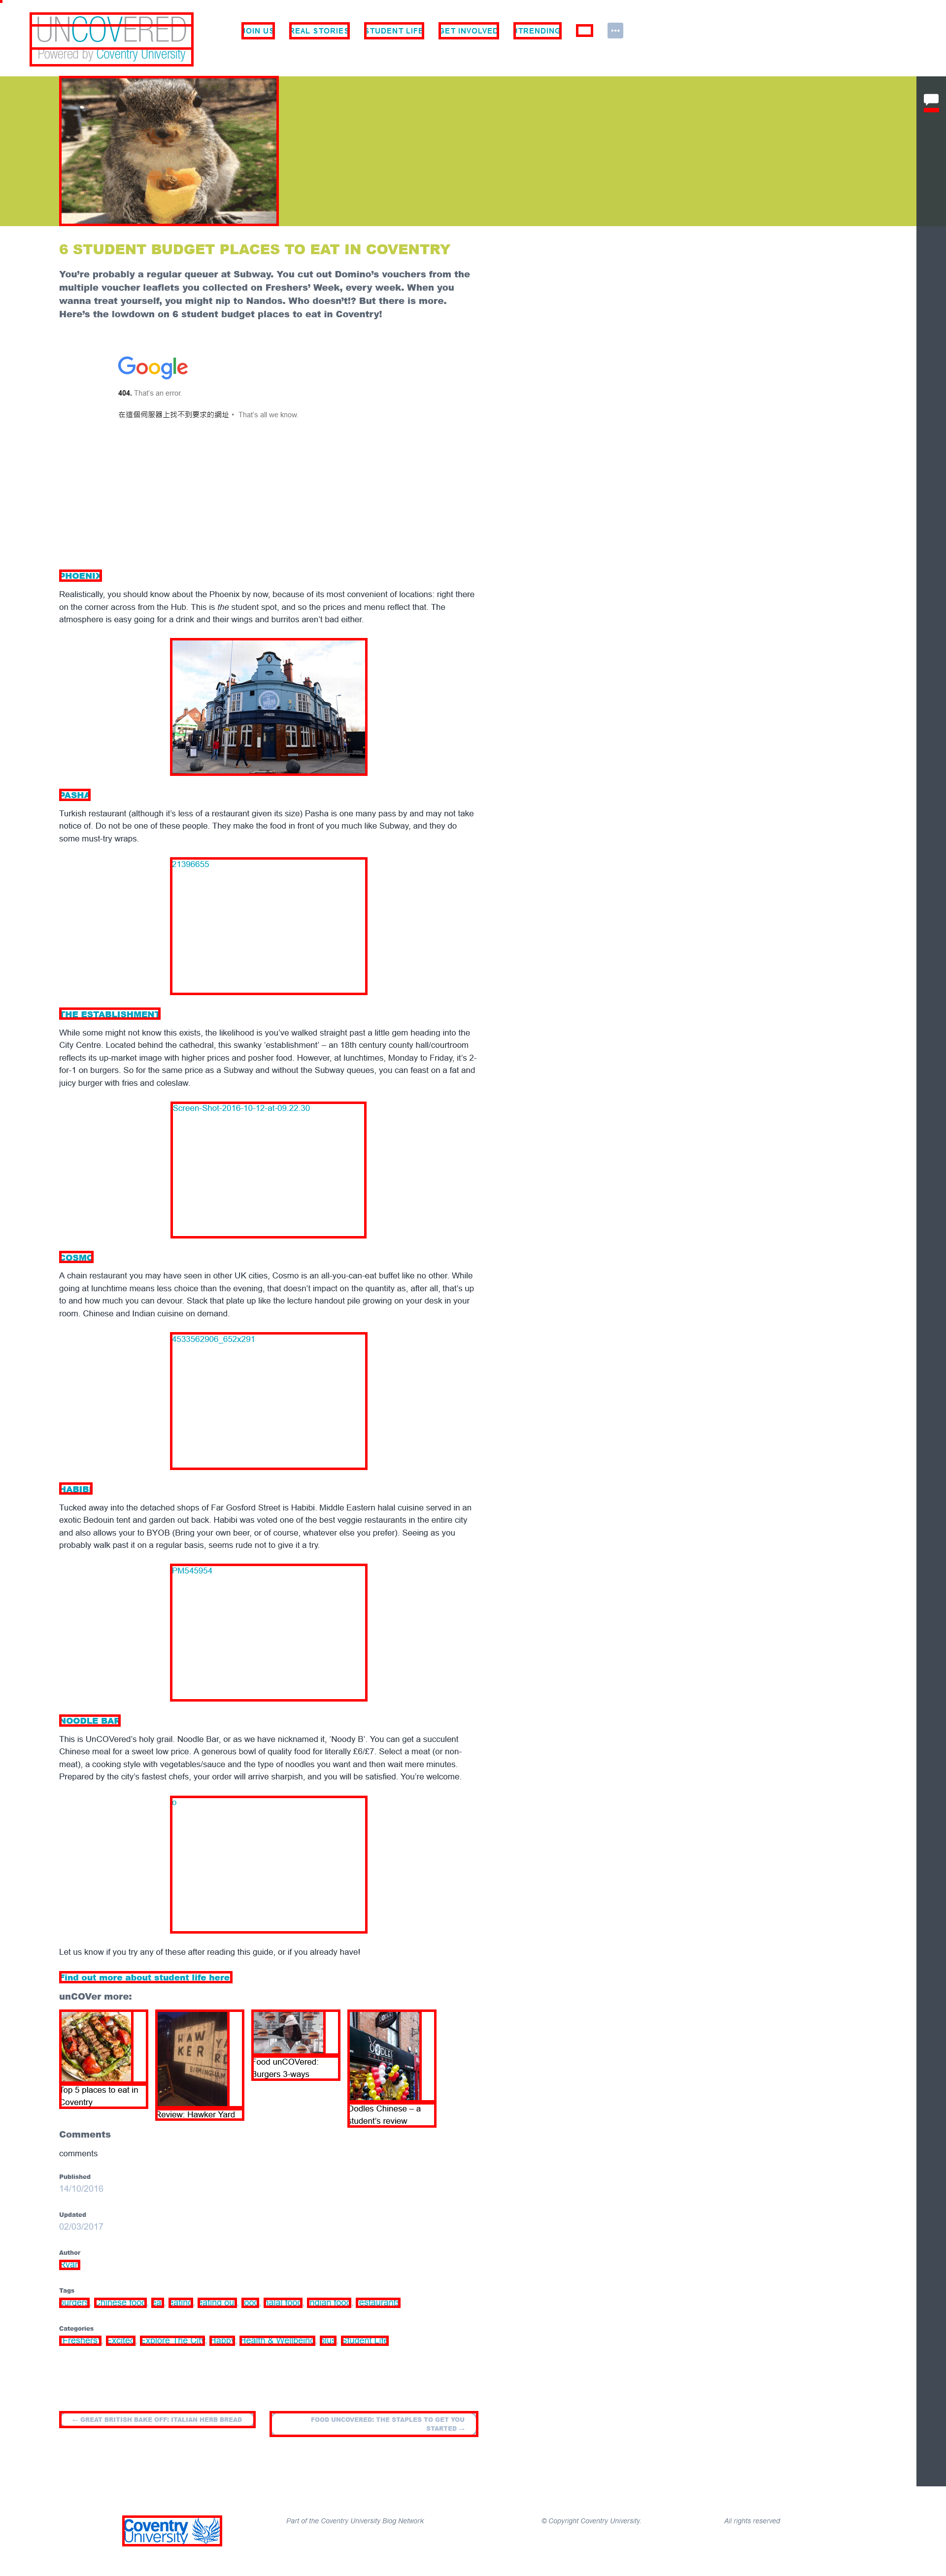 UNCOVERED
Powered by Coventry University
JOIN US
REAL STORIES
STUDENT LIFE
GET INVOLVED
#TRENDING
6 STUDENT BUDGET PLACES TO EAT IN COVENTRY
You're probably a regular queuer at Subway. You cut out Domino's vouchers from the
multiple voucher leaflets you collected on Freshers' Week, every week. When you
wanna treat yourself, you might nip to Nandos. Who doesn't!? But there is more.
Here's the lowdown on 6 student budget places to eat in Coventry!
Google
404. That's an error.
在這個伺服器上找不到要求的網址。 That's all we know.
PHOENIX
Realistically, you should know about the Phoenix by now, because of its most convenient of locations: right there
on the corner across from the Hub. This is the student spot, and so the prices and menu reflect that. The
atmosphere is easy going for a drink and their wings and burritos aren't bad either.
PASHA
Turkish restaurant (although it's less of a restaurant given its size) Pasha is one many pass by and may not take
notice of. Do not be one of these people. They make the food in front of you much like Subway, and they do
some must-try wraps.
21396655
THE ESTABLISHMENT
While some might not know this exists, the likelihood is you've walked straight past a little gem heading into the
City Centre. Located behind the cathedral, this swanky 'establishment' – an 18th century county hall/courtroom
reflects its up-market image with higher prices and posher food. However, at lunchtimes, Monday to Friday, it's 2-
for-1 on burgers. So for the same price as a Subway and without the Subway queues, you can feast on a fat and
juicy burger with fries and coleslaw.
Screen-Shot-2016-10-12-at-09.22.30
COSMO
A chain restaurant you may have seen in other UK cities, Cosmo is an all-you-can-eat buffet like no other. While
going at lunchtime means less choice than the evening, that doesn't impact on the quantity as, after all, that's up
to and how much you can devour. Stack that plate up like the lecture handout pile growing on your desk in your
room. Chinese and Indian cuisine on demand.
4533562906_652x291
HABIBI
Tucked away into the detached shops of Far Gosford Street is Habibi. Middle Eastern halal cuisine served in an
exotic Bedouin tent and garden out back. Habibi was voted one of the best veggie restaurants in the entire city
and also allows your to BYOB (Bring your own beer, or of course, whatever else you prefer). Seeing as you
probably walk past it on a regular basis, seems rude not to give it a try.
PM545954
NOODLE BAR
This is UnCOVered's holy grail. Noodle Bar, or as we have nicknamed it, 'Noody B'. You can get a succulent
Chinese meal for a sweet low price. A generous bowl of quality food for literally £6/£7. Select a meat (or non-
meat), a cooking style with vegetables/sauce and the type of noodles you want and then wait mere minutes.
Prepared by the city's fastest chefs, your order will arrive sharpish, and you will be satisfied. You're welcome.
Let us know if you try any of these after reading this guide, or if you already have!
Find out more about student life here.
unCOVer more:
Top 5 places to eat in
Coventry
HAW
KER
BIRMINGHAM
Review: Hawker Yard
Food unCOVered:
Burgers 3-ways
Oodles Chinese – a
student's review
Comments
comments
Published
14/10/2016
Updated
02/03/2017
Author
Tags
burgers Chinese food eat eating eating out food halal food indian food restaurants
Categories
Freshers Excited Explore The City Happy Health & Wellbeing Student Life
← GREAT BRITISH BAKE OFF: ITALIAN HERB BREAD
FOOD UNCOVERED: THE STAPLES TO GET YOU
STARTED →
Coventry
University
Part of the Coventry University Blog Network
© Copyright Coventry University.
All rights reserved